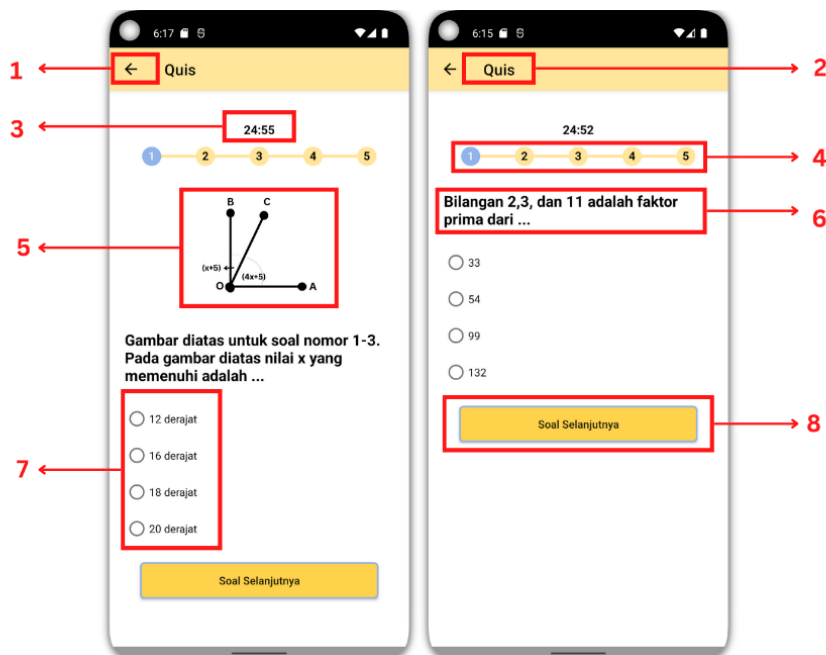 6:17
Quis
24:55
1 2 3 4 5
B C
(x+5)
(4x+5)
O A
Gambar diatas untuk soal nomor 1-3.
Pada gambar diatas nilai x yang
memenuhi adalah ...
12 derajat
16 derajat
18 derajat
20 derajat
Soal Selanjutnya
1
3
5
7
6:15
Quis
24:52
1 2 3 4 5
Bilangan 2,3, dan 11 adalah faktor
prima dari ...
33
54
99
132
Soal Selanjutnya
2
4
6
8